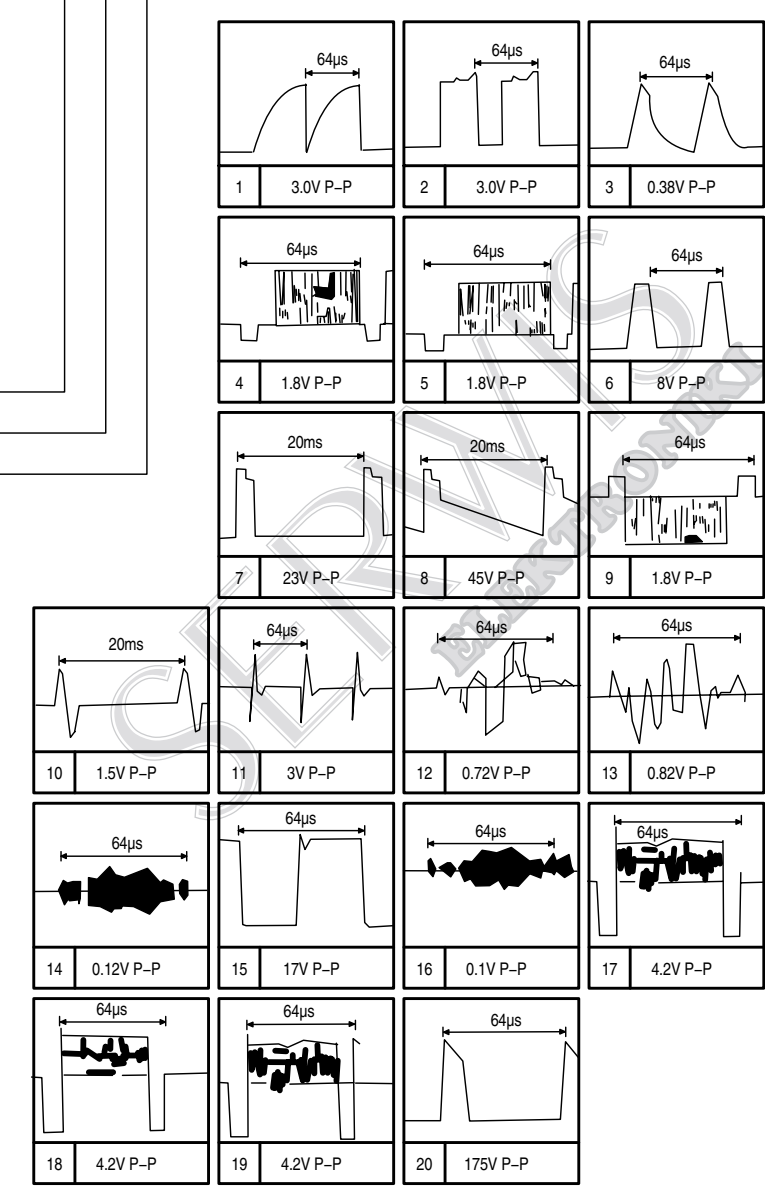 64µs
64µs
64µs
1 3.0V P–P
2 3.0V P–P
3 0.38V P–P
64µs
64µs
64µs
4 1.8V P–P
5 1.8V P–P
6 8V P–P
20ms
20ms
64µs
7 23V P–P
8 45V P–P
9 1.8V P–P
20ms
64µs
64µs
64µs
10 1.5V P–P
11 3V P–P
12 0.72V P–P
13 0.82V P–P
64µs
64µs
64µs
64µs
14 0.12V P–P
15 17V P–P
16 0.1V P–P
17 4.2V P–P
64µs
64µs
64µs
18 4.2V P–P
19 4.2V P–P
20 175V P–P
SERWIS
ELEKTRONIKI